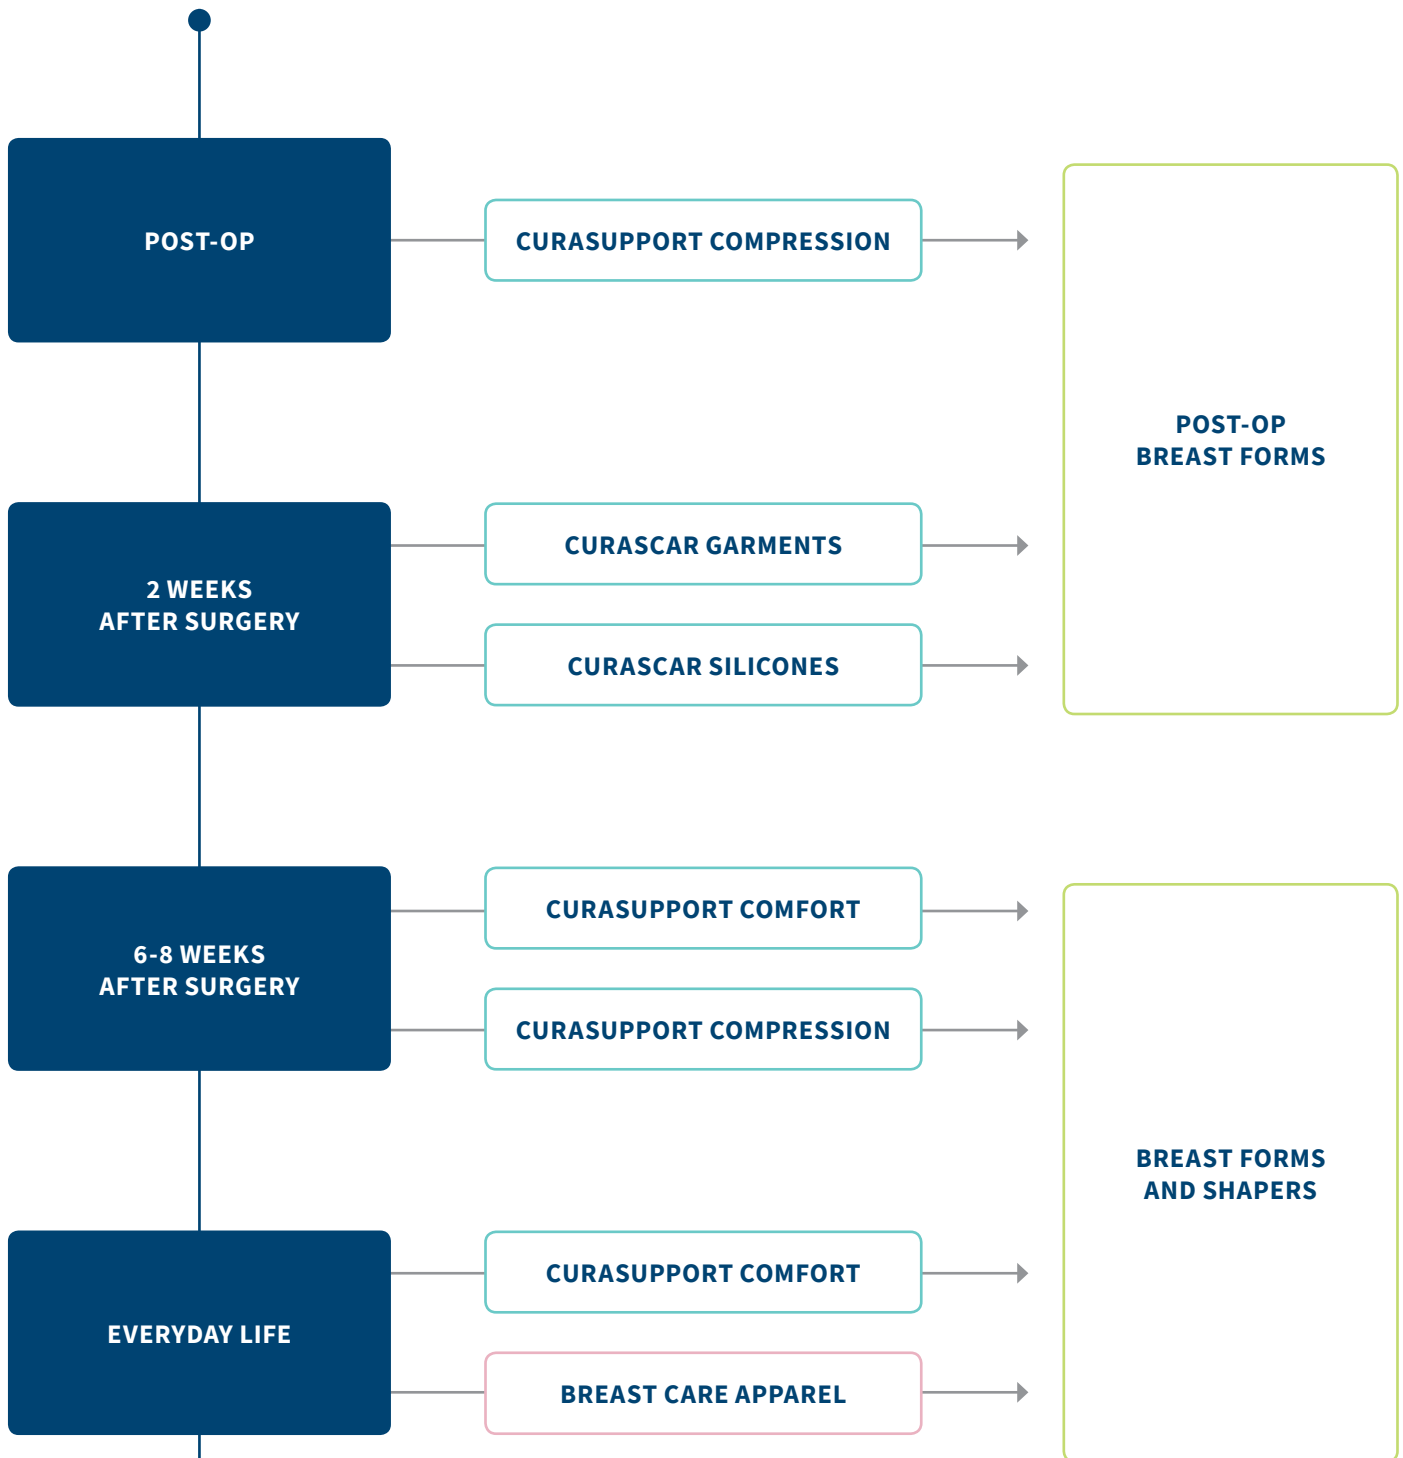 POST-OP
CURASUPPORT COMPRESSION
POST-OP
BREAST FORMS
2 WEEKS
AFTER SURGERY
CURASCAR GARMENTS
CURASCAR SILICONES
6-8 WEEKS
AFTER SURGERY
CURASUPPORT COMFORT
CURASUPPORT COMPRESSION
BREAST FORMS
AND SHAPERS
EVERYDAY LIFE
CURASUPPORT COMFORT
BREAST CARE APPAREL